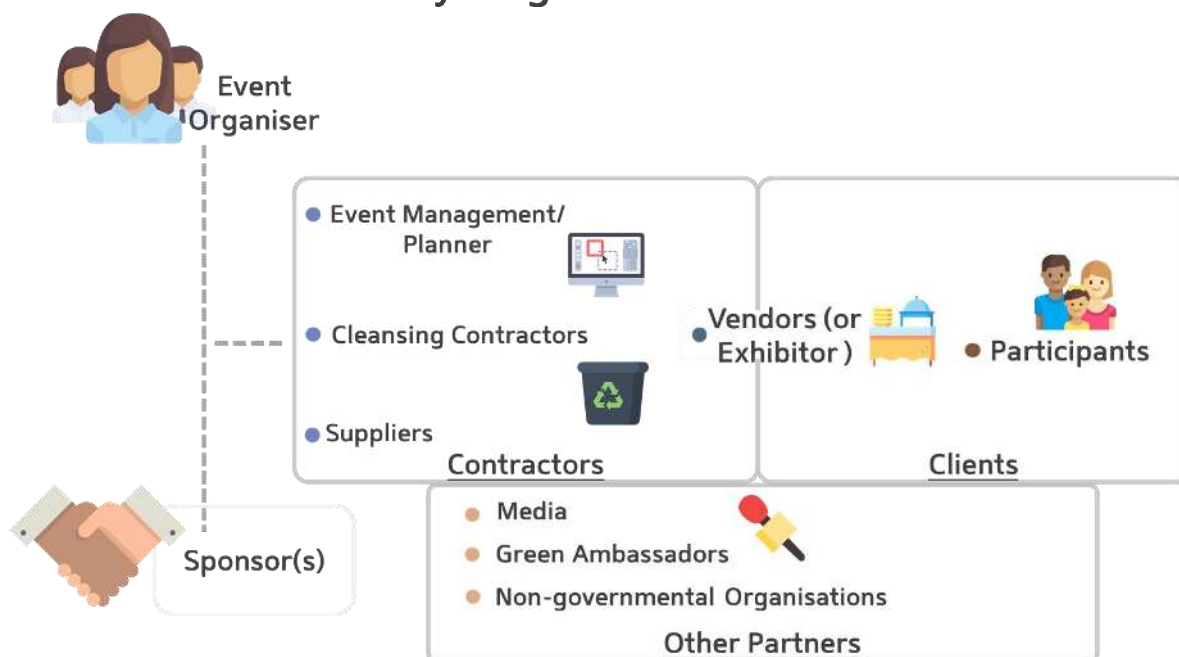 Event
Organiser
Event Management/
Planner
Cleansing Contractors
Suppliers
Contractors
Vendors (or
Exhibitor )
Participants
Clients
Sponsor(s)
Media
Green Ambassadors
Non-governmental Organisations
Other Partners